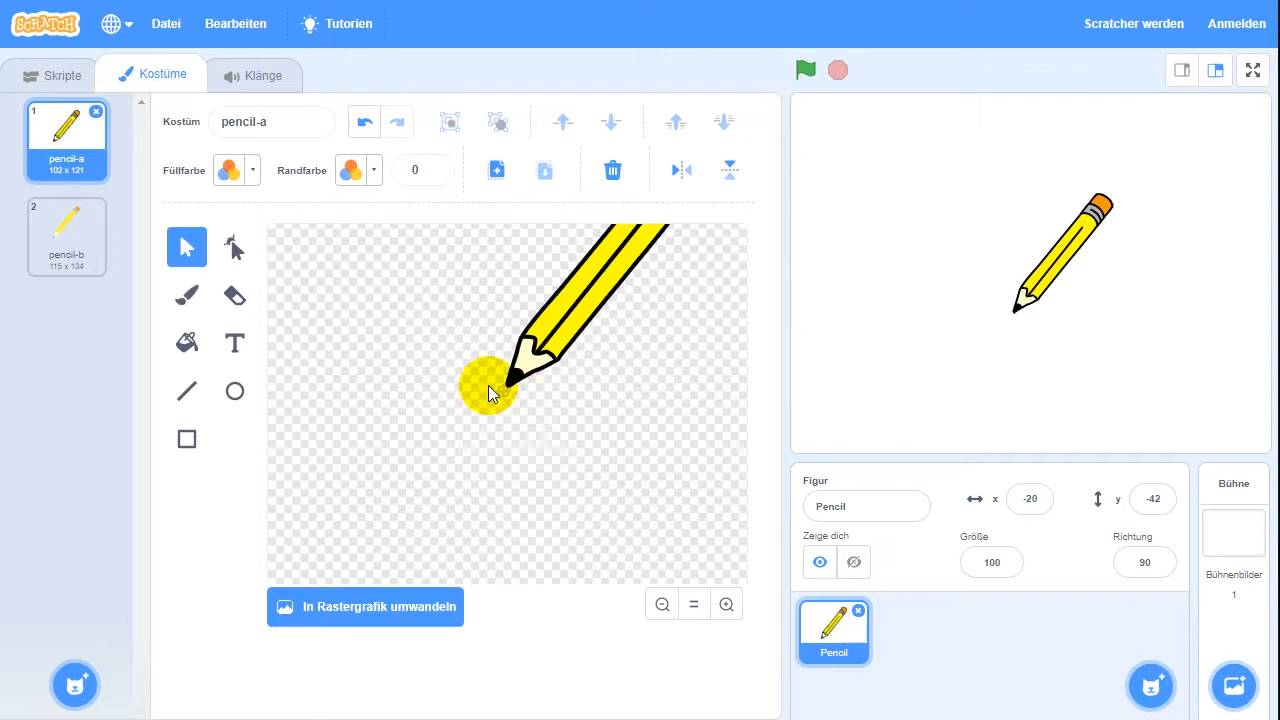 SCRATCH
Datei
Bearbeiten
Tutorien
Scratcher werden
Anmelden
Skripte
Kostüme
Klänge
1
pencil-a
102 x 121
2
pencil-b
115 x 134
Kostüm
pencil-a
Füllfarbe
Randfarbe
0
T
In Rastergrafik umwandeln
Figur
Pencil
x
-20
y
-42
Zeige dich
Größe
100
Richtung
90
Pencil
Bühne
Bühnenbilder
1